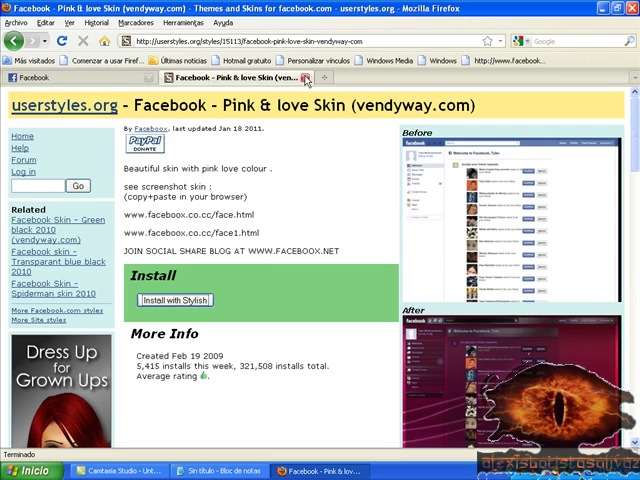 Facebook - Pink & love Skin (vendyway.com) - Themes and Skins for facebook.com - userstyles.org - Mozilla Firefox
Archivo Editar Ver Historial Marcadores Herramientas Ayuda
http://userstyles.org/styles/15113/facebook-pink-love-skin-vendyway-com
Google
Más visitados Comenzar a usar Firef... Últimas noticias Hotmail gratuito Personalizar vínculos Windows http://www.facebook....
Facebook
Facebook - Pink & love Skin (ven...
userstyles.org - Facebook - Pink & love Skin (vendyway.com)
Home
Help
Forum
Log in
Go
Related
Facebook Skin - Green
black 2010
(vendyway.com)
Facebook skin -
Transparant blue black
2010
Facebook Skin -
Spiderman skin 2010
More Facebook.com styles
More Site styles
Dress Up
for
Grown Ups
By Faceboox, last updated Jan 18 2011.
PayPal
DONATE
Beautiful skin with pink love colour .
see screenshot skin :
(copy+paste in your browser)
www.faceboox.co.cc/face.html
www.faceboox.co.cc/face1.html
JOIN SOCIAL SHARE BLOG AT WWW.FACEBOOX.NET
Install
Install with Stylish
More Info
Created Feb 19 2009
5,415 installs this week, 321,508 installs total.
Average rating .
Before
After
Terminado
Inicio
Camtasia Studio - Unt...
Sin título - Bloc de notas
Facebook - Pink & lov...